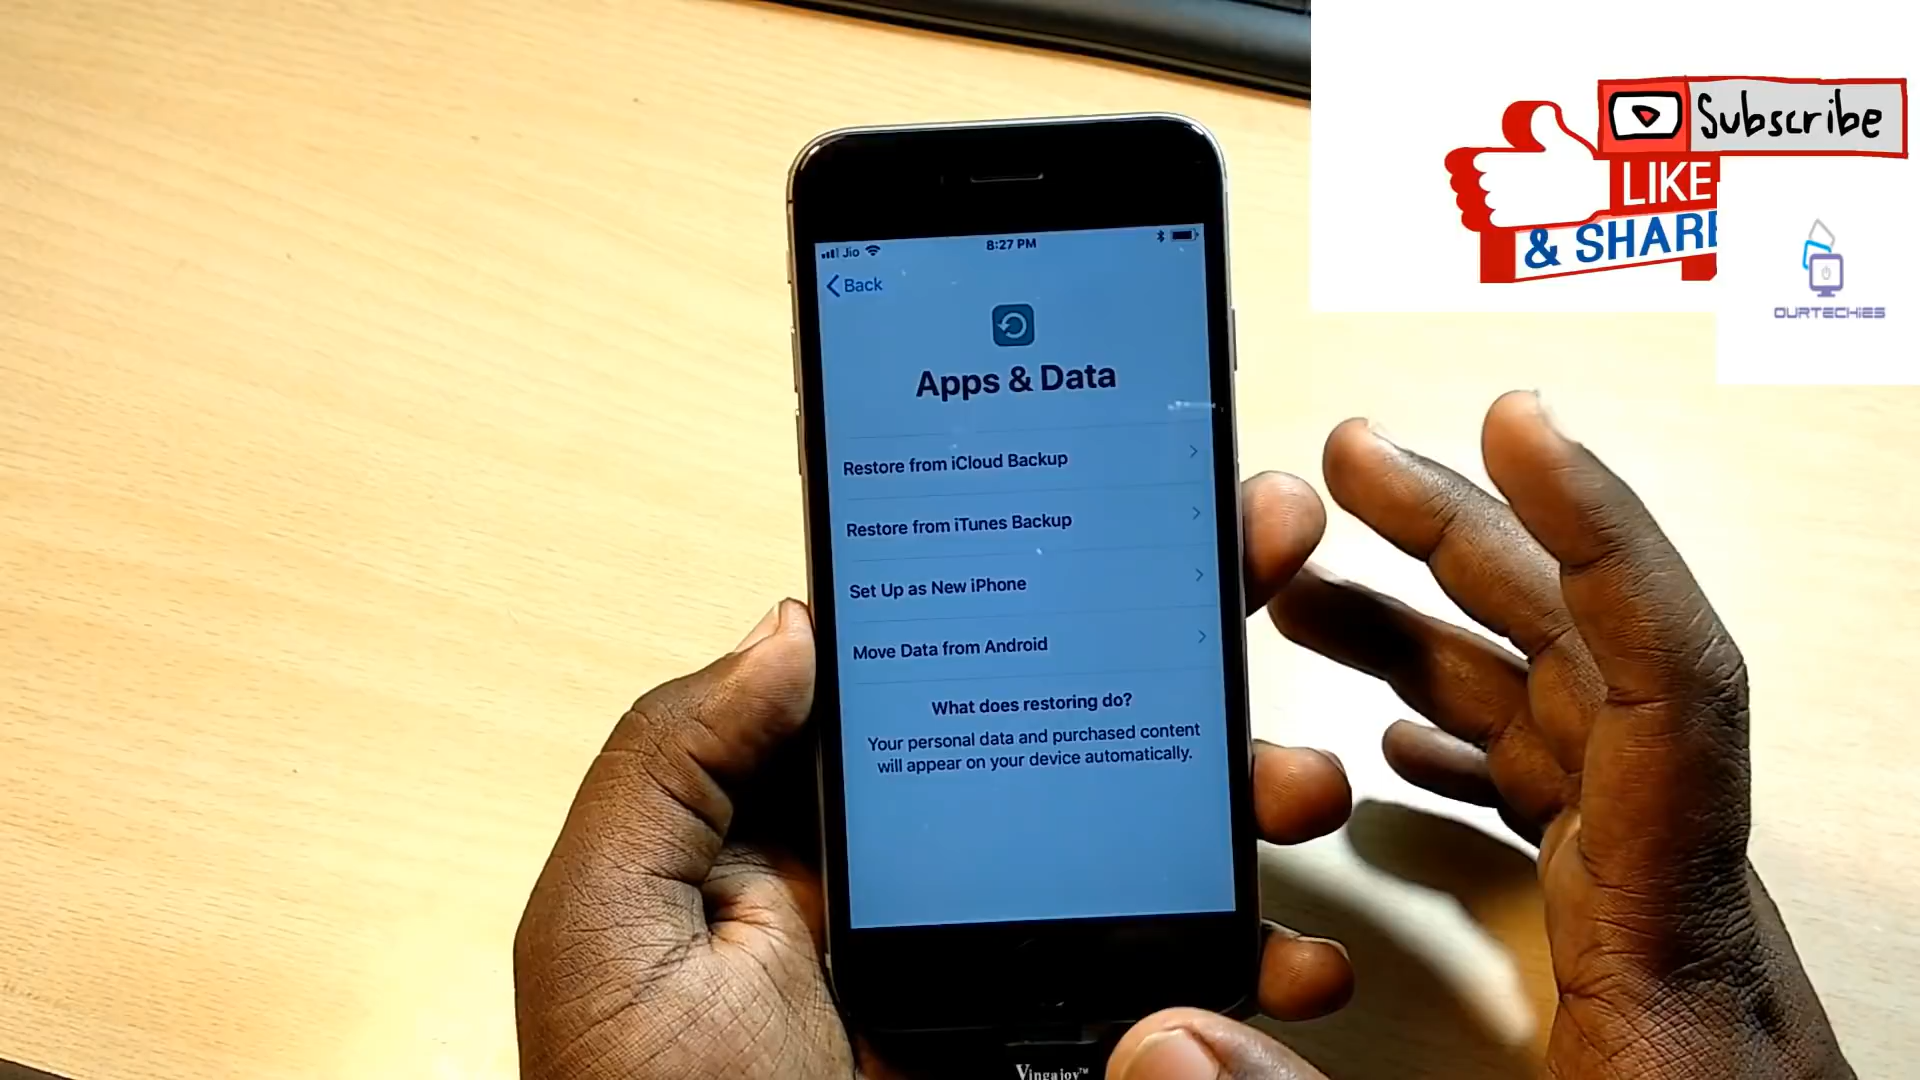 Subscribe
LIKE
& SHARE
OURTECHIES
Jio
8:27 PM
Back
Apps & Data
Restore from iCloud Backup
Restore from iTunes Backup
Set Up as New iPhone
Move Data from Android
What does restoring do?
Your personal data and purchased content
will appear on your device automatically.
Vingajoy™